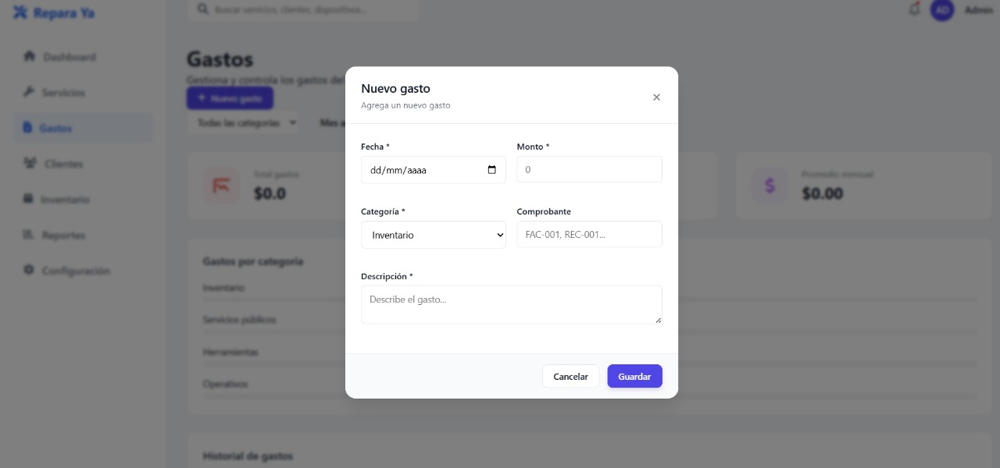 Repara Ya
Buscar servicios, clientes, dispositivos...
AD
Admin
Dashboard
Servicios
Gastos
Clientes
Inventario
Reportes
Configuración
Gastos
Gestiona y controla los gastos del
+ Nuevo gasto
Todas las categorías
Mes a
Total gastos
$0.0
Promedio mensual
$0.00
Gastos por categoría
Inventario
Servicios públicos
Herramientas
Operativos
Historial de gastos
Nuevo gasto
Agrega un nuevo gasto
Fecha *
Monto *
dd/mm/aaaa
0
Categoría *
Comprobante
Inventario
FAC-001, REC-001...
Descripción *
Describe el gasto...
Cancelar
Guardar